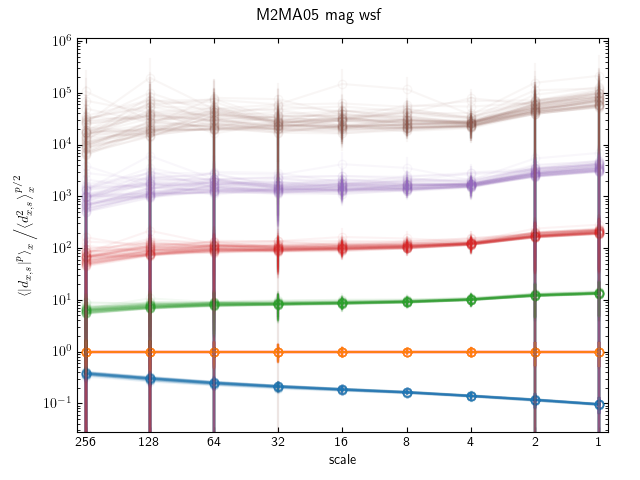 M2MA05 mag wsf
⟨|d_{x,s}|^p⟩_x / ⟨d_{x,s}^2⟩_x^{p/2}
10^6
10^5
10^4
10^3
10^2
10^1
10^0
10^{-1}
256 128 64 32 16 8 4 2 1
scale